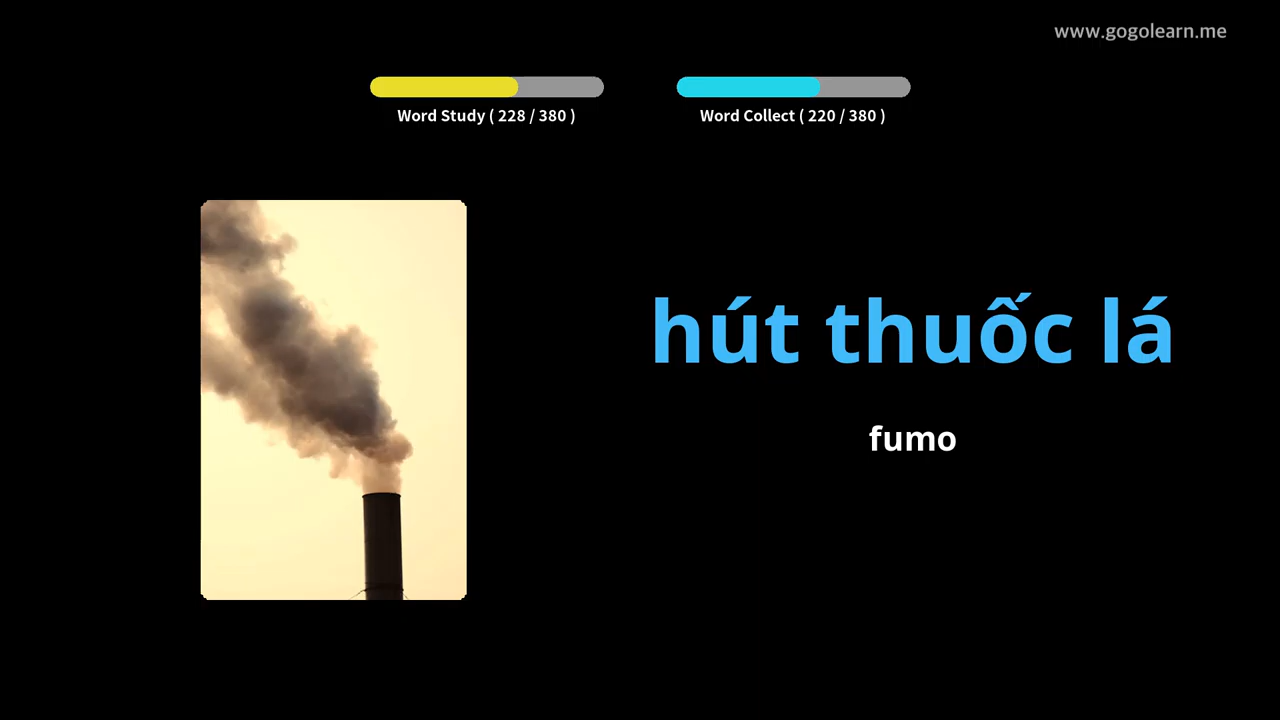 www.gogolearn.me
Word Study ( 228 / 380 )
Word Collect ( 220 / 380 )
hút thuốc lá
fumo